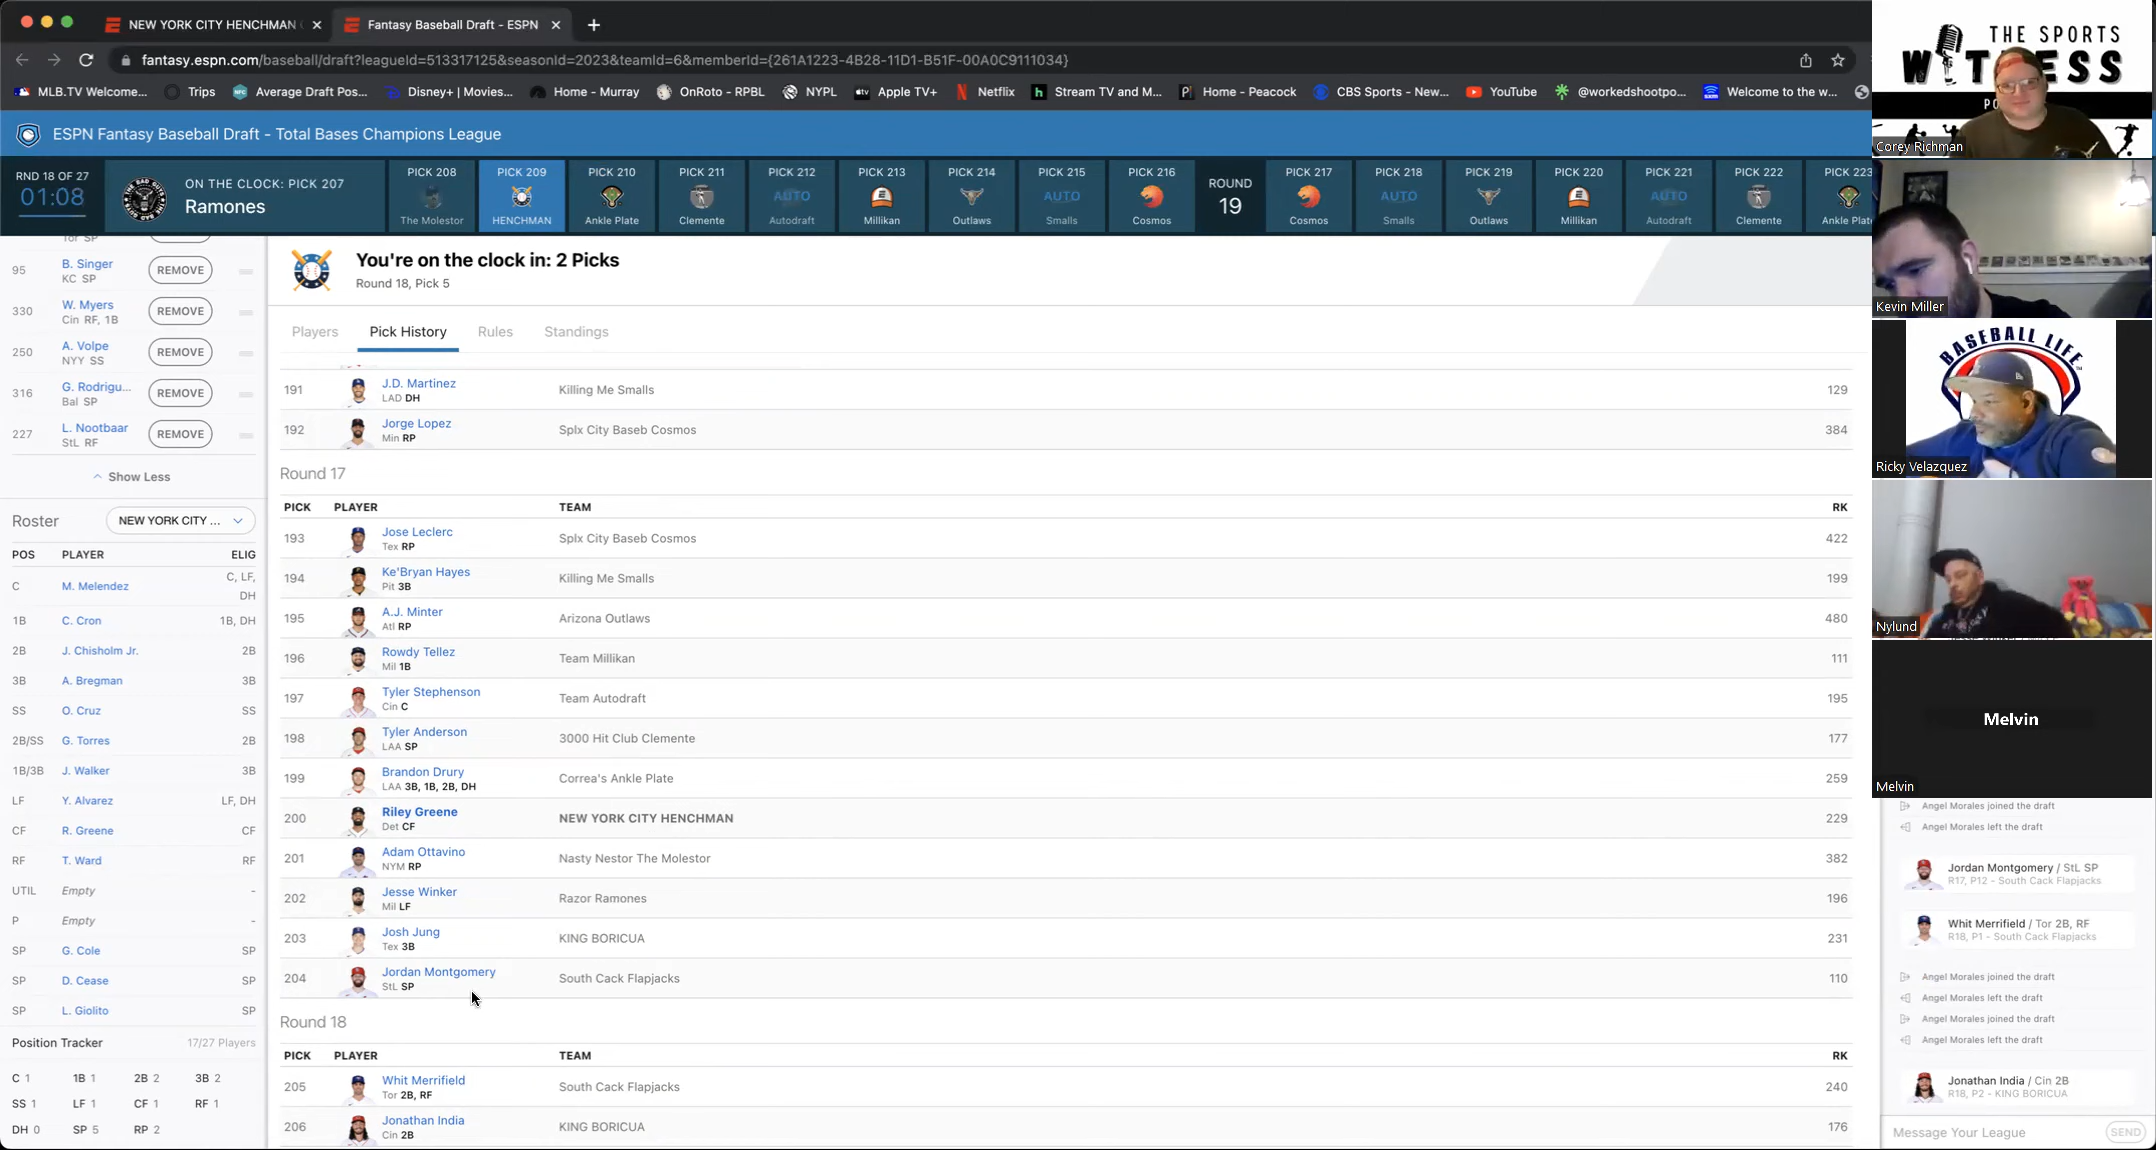 NEW YORK CITY HENCHMAN
Fantasy Baseball Draft - ESPN
fantasy.espn.com/baseball/draft?leagueId=513317125&seasonId=2023&teamId=6&memberId={261A1223-4B28-11D1-B51F-00A0C9111034}
MLB.TV Welcome...
Trips
Average Draft Pos...
Disney+ | Movies...
Home - Murray
OnRoto - RPBL
NYPL
Apple TV+
Netflix
Stream TV and M...
Home - Peacock
CBS Sports - New...
YouTube
@workedshootpo...
Welcome to the w...
ESPN Fantasy Baseball Draft - Total Bases Champions League
RND 18 OF 27
01:08
ON THE CLOCK: PICK 207
Ramones
PICK 208
The Molestor
PICK 209
HENCHMAN
PICK 210
Ankle Plate
PICK 211
Clemente
PICK 212
AUTO
Autodraft
PICK 213
Millikan
PICK 214
Outlaws
PICK 215
AUTO
Smalls
PICK 216
Cosmos
ROUND
19
PICK 217
Cosmos
PICK 218
AUTO
Smalls
PICK 219
Outlaws
PICK 220
Millikan
PICK 221
AUTO
Autodraft
PICK 222
Clemente
PICK 223
Ankle Plate
Tor SP
95 B. Singer REMOVE
KC SP
330 W. Myers REMOVE
Cin RF, 1B
250 A. Volpe REMOVE
NYY SS
316 G. Rodrigu... REMOVE
Bal SP
227 L. Nootbaar REMOVE
StL RF
Show Less
Roster NEW YORK CITY ...
POS PLAYER ELIG
C M. Melendez C, LF, DH
1B C. Cron 1B, DH
2B J. Chisholm Jr. 2B
3B A. Bregman 3B
SS O. Cruz SS
2B/SS G. Torres 2B
1B/3B J. Walker 3B
LF Y. Alvarez LF, DH
CF R. Greene CF
RF T. Ward RF
UTIL Empty -
P Empty -
SP G. Cole SP
SP D. Cease SP
SP L. Giolito SP
Position Tracker 17/27 Players
C 1 1B 1 2B 2 3B 2
SS 1 LF 1 CF 1 RF 1
DH 0 SP 5 RP 2
You're on the clock in: 2 Picks
Round 18, Pick 5
Players Pick History Rules Standings
191 J.D. Martinez Killing Me Smalls 129
LAD DH
192 Jorge Lopez Splx City Baseb Cosmos 384
Min RP
Round 17
PICK PLAYER TEAM RK
193 Jose Leclerc Splx City Baseb Cosmos 422
Tex RP
194 Ke'Bryan Hayes Killing Me Smalls 199
Pit 3B
195 A.J. Minter Arizona Outlaws 480
Atl RP
196 Rowdy Tellez Team Millikan 111
Mil 1B
197 Tyler Stephenson Team Autodraft 195
Cin C
198 Tyler Anderson 3000 Hit Club Clemente 177
LAA SP
199 Brandon Drury Correa's Ankle Plate 259
LAA 3B, 1B, 2B, DH
200 Riley Greene NEW YORK CITY HENCHMAN 229
Det CF
201 Adam Ottavino Nasty Nestor The Molestor 382
NYM RP
202 Jesse Winker Razor Ramones 196
Mil LF
203 Josh Jung KING BORICUA 231
Tex 3B
204 Jordan Montgomery South Cack Flapjacks 110
StL SP
Round 18
PICK PLAYER TEAM RK
205 Whit Merrifield South Cack Flapjacks 240
Tor 2B, RF
206 Jonathan India KING BORICUA 176
Cin 2B
THE SPORTS
Corey Richman
Kevin Miller
BASEBALL LIFE
Ricky Velazquez
Nylund
Melvin
Melvin
Angel Morales joined the draft
Angel Morales left the draft
Jordan Montgomery / StL SP
R17, P12 - South Cack Flapjacks
Whit Merrifield / Tor 2B, RF
R18, P1 - South Cack Flapjacks
Angel Morales joined the draft
Angel Morales left the draft
Angel Morales joined the draft
Angel Morales left the draft
Jonathan India / Cin 2B
R18, P2 - KING BORICUA
Message Your League SEND